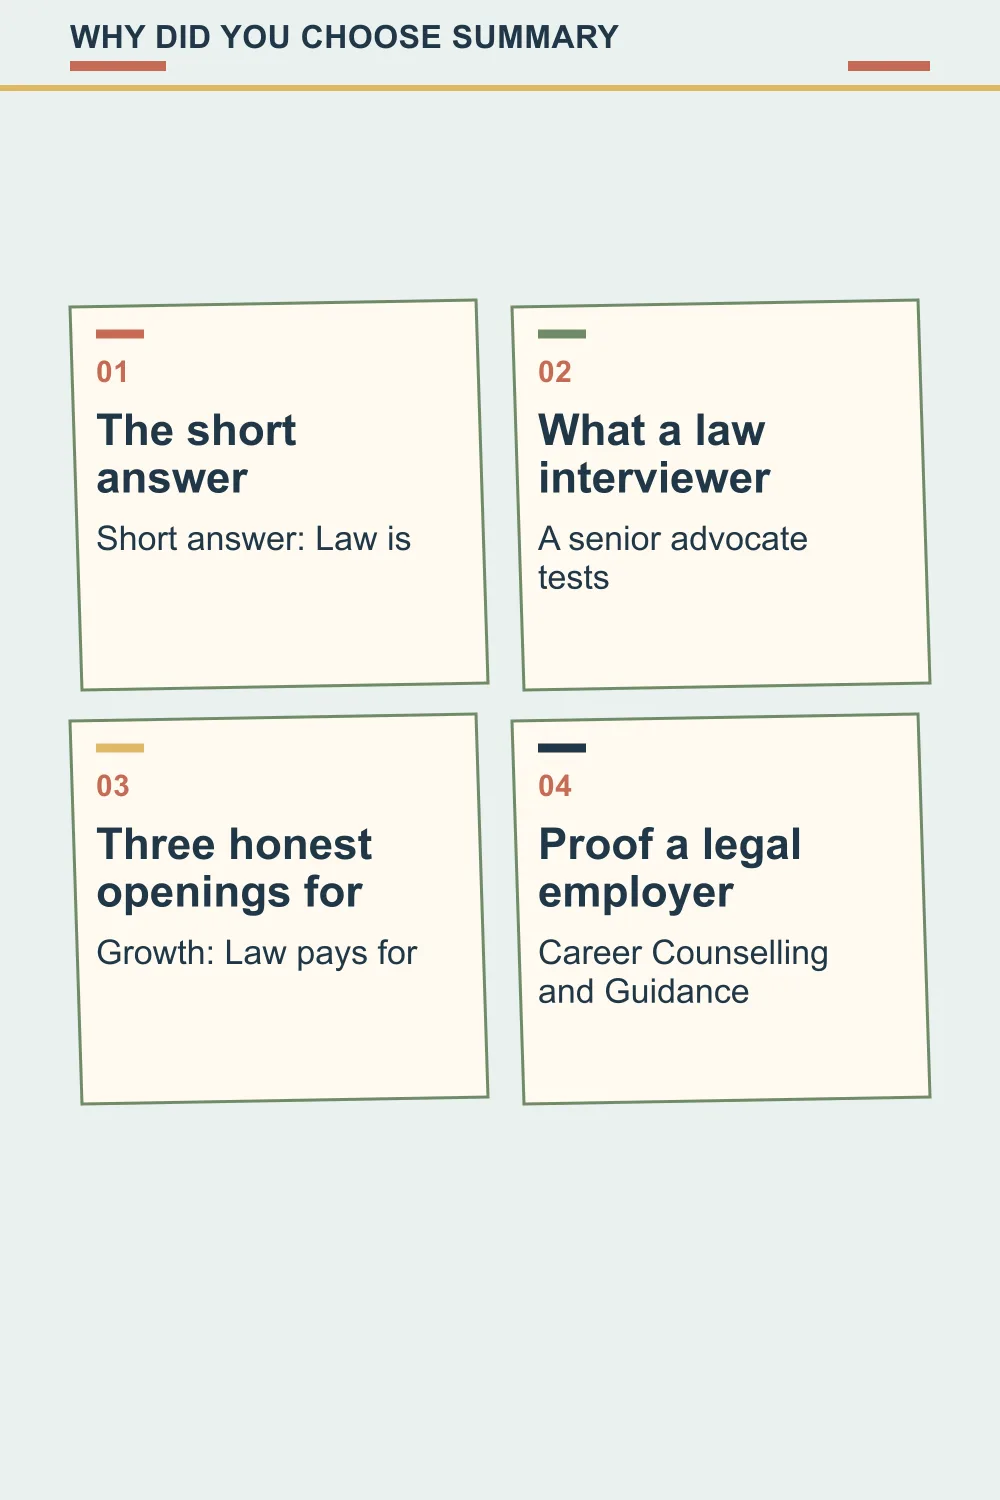 WHY DID YOU CHOOSE SUMMARY
01
The short
answer
Short answer: Law is
02
What a law
interviewer
A senior advocate
tests
03
Three honest
openings for
Growth: Law pays for
04
Proof a legal
employer
Career Counselling
and Guidance